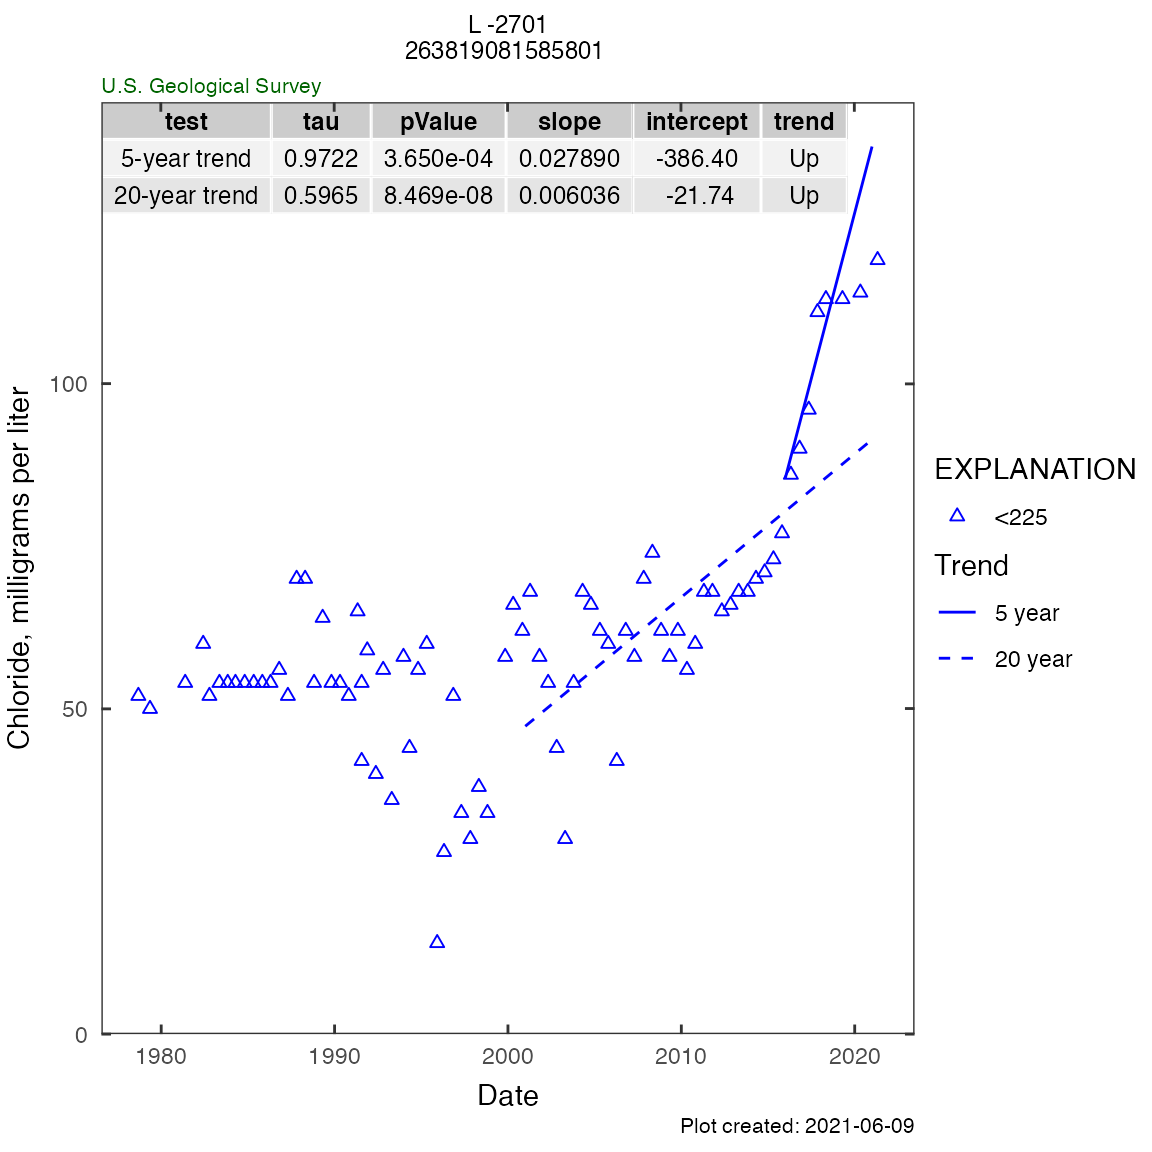 L -2701
263819081585801
U.S. Geological Survey
test tau pValue slope intercept trend
5-year trend 0.9722 3.650e-04 0.027890 -386.40 Up
20-year trend 0.5965 8.469e-08 0.006036 -21.74 Up
Chloride, milligrams per liter
100
50
0
1980 1990 2000 2010 2020
Date
EXPLANATION
<225
Trend
5 year
20 year
Plot created: 2021-06-09